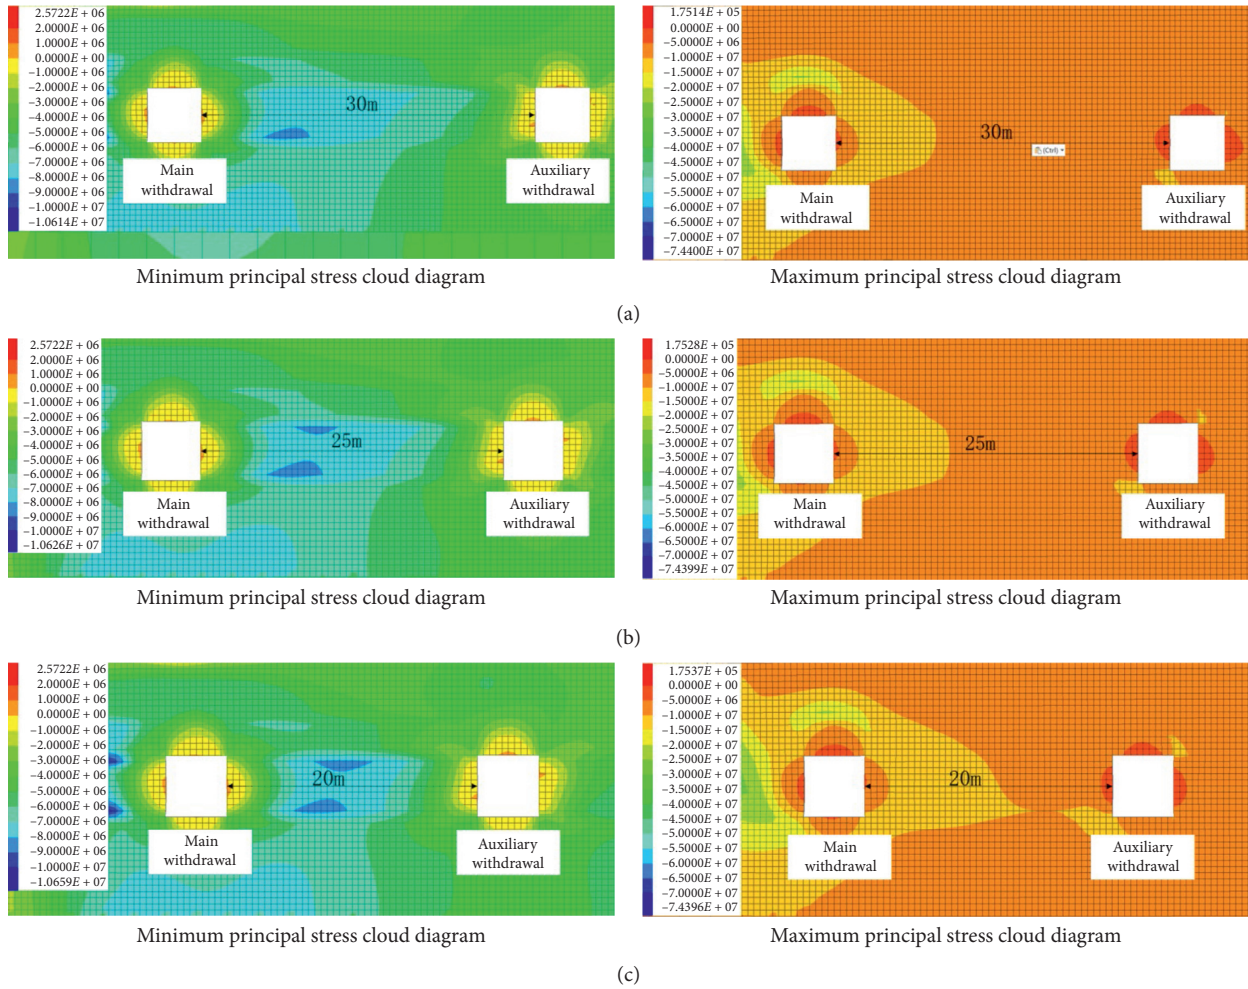 2.5722E + 06
2.0000E + 06
1.0000E + 06
0.0000E + 00
–1.0000E + 06
–2.0000E + 06
–3.0000E + 06
–4.0000E + 06
–5.0000E + 06
–6.0000E + 06
–7.0000E + 06
–8.0000E + 06
–9.0000E + 06
–1.0000E + 07
–1.0614E + 07
30m
Main
withdrawal
Auxiliary
withdrawal
Minimum principal stress cloud diagram
1.7514E + 05
0.0000E + 00
–5.0000E + 06
–1.0000E + 07
–1.5000E + 07
–2.0000E + 07
–2.5000E + 07
–3.0000E + 07
–3.5000E + 07
–4.0000E + 07
–4.5000E + 07
–5.0000E + 07
–5.5000E + 07
–6.0000E + 07
–6.5000E + 07
–7.0000E + 07
–7.4400E + 07
30m
(Ctrl)
Main
withdrawal
Auxiliary
withdrawal
Maximum principal stress cloud diagram
(a)
2.5722E + 06
2.0000E + 06
1.0000E + 06
0.0000E + 00
–1.0000E + 06
–2.0000E + 06
–3.0000E + 06
–4.0000E + 06
–5.0000E + 06
–6.0000E + 06
–7.0000E + 06
–8.0000E + 06
–9.0000E + 06
–1.0000E + 07
–1.0626E + 07
25m
Main
withdrawal
Auxiliary
withdrawal
Minimum principal stress cloud diagram
1.7528E + 05
0.0000E + 00
–5.0000E + 06
–1.0000E + 07
–1.5000E + 07
–2.0000E + 07
–2.5000E + 07
–3.0000E + 07
–3.5000E + 07
–4.0000E + 07
–4.5000E + 07
–5.0000E + 07
–5.5000E + 07
–6.0000E + 07
–6.5000E + 07
–7.0000E + 07
–7.4399E + 07
25m
Main
withdrawal
Auxiliary
withdrawal
Maximum principal stress cloud diagram
(b)
2.5722E + 06
2.0000E + 06
1.0000E + 06
0.0000E + 00
–1.0000E + 06
–2.0000E + 06
–3.0000E + 06
–4.0000E + 06
–5.0000E + 06
–6.0000E + 06
–7.0000E + 06
–8.0000E + 06
–9.0000E + 06
–1.0000E + 07
–1.0659E + 07
20m
Main
withdrawal
Auxiliary
withdrawal
Minimum principal stress cloud diagram
1.7537E + 05
0.0000E + 00
–5.0000E + 06
–1.0000E + 07
–1.5000E + 07
–2.0000E + 07
–2.5000E + 07
–3.0000E + 07
–3.5000E + 07
–4.0000E + 07
–4.5000E + 07
–5.0000E + 07
–5.5000E + 07
–6.0000E + 07
–6.5000E + 07
–7.0000E + 07
–7.4396E + 07
20m
Main
withdrawal
Auxiliary
withdrawal
Maximum principal stress cloud diagram
(c)